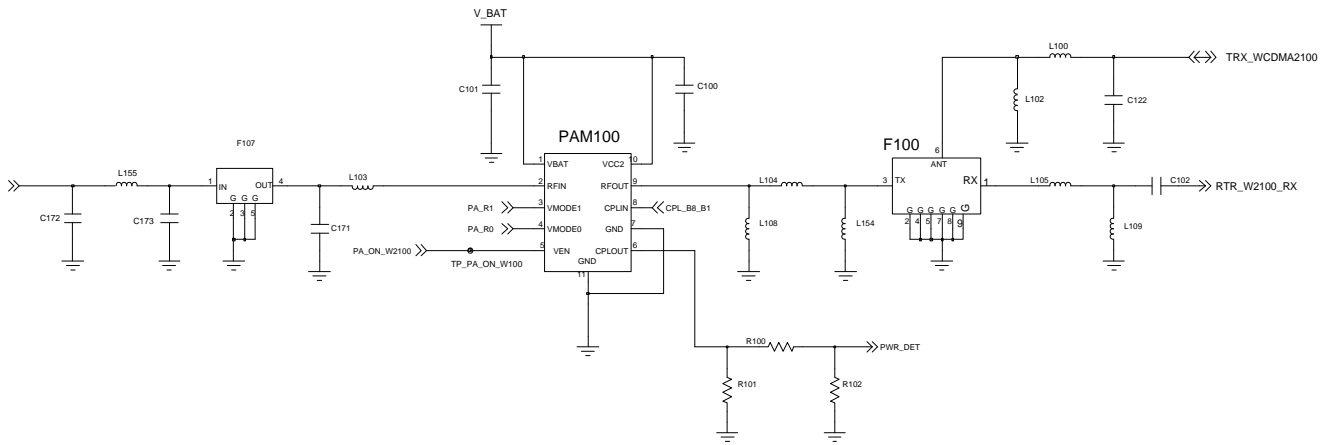 V_BAT
L100
TRX_WCDMA2100
C101
C100
L102
C122
PAM100
F100
F107
6
ANT
1
VBAT
VCC2
10
L155
1
IN
OUT
4
L103
2
RFIN
RFOUT
9
L104
3
TX
RX
1
L105
C102
RTR_W2100_RX
G G G
2 3 5
C172
C173
C171
PA_R1
3
VMODE1
CPLIN
8
CPL_B8_B1
G G G G G G
2 4 5 7 8 9
L108
L154
L109
PA_R0
4
VMODE0
GND
7
PA_ON_W2100
5
VEN
CPLOUT
6
TP_PA_ON_W100
GND
11
R100
PWR_DET
R101
R102